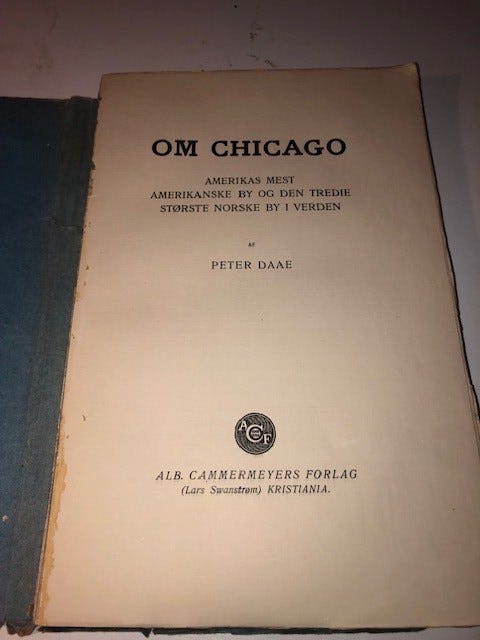 OM CHICAGO
AMERIKAS MEST
AMERIKANSKE BY OG DEN TREDIE
STØRSTE NORSKE BY I VERDEN
AF
PETER DAAE
ACF
ALB. CAMMERMEYERS FORLAG
(Lars Swanstrøm) KRISTIANIA.